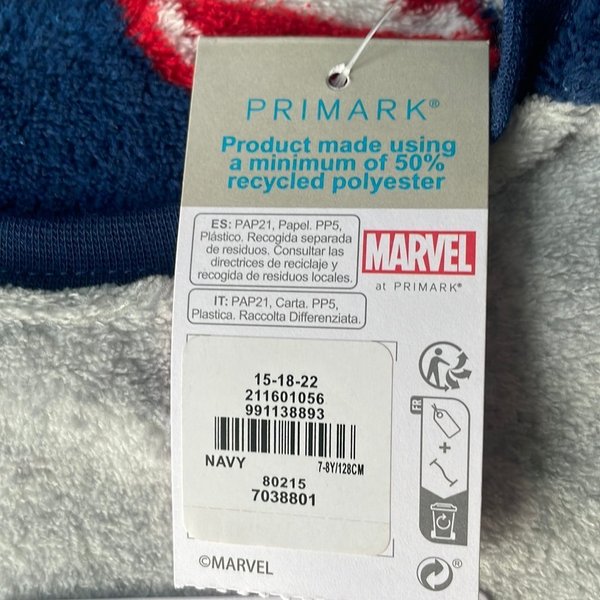 PRIMARK®
Product made using
a minimum of 50%
recycled polyester
ES: PAP21, Papel. PP5,
Plástico. Recogida separada
de residuos. Consultar las
directrices de reciclaje y
recogida de residuos locales.
MARVEL
at PRIMARK®
IT: PAP21, Carta. PP5,
Plastica. Raccolta Differenziata.
15-18-22
211601056
991138893
NAVY
7-8Y/128CM
80215
7038801
FR
©MARVEL